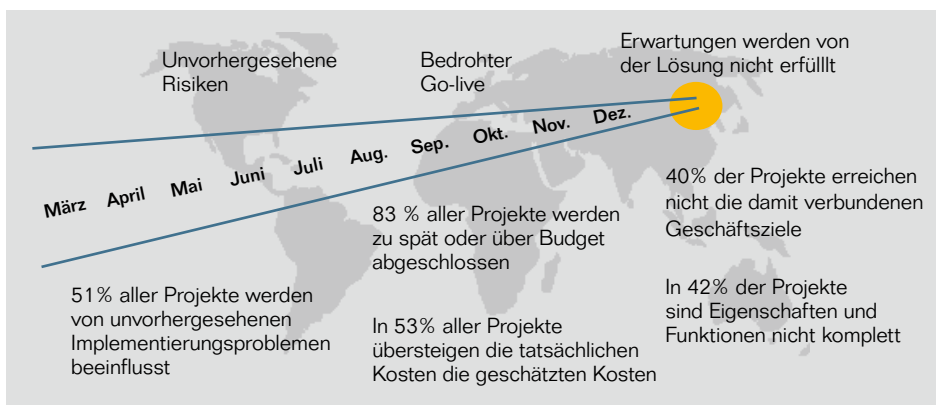 Unvorhergesehene
Risiken
Bedrohter
Go-live
Erwartungen werden von
der Lösung nicht erfülllt
März April Mai Juni Juli Aug. Sep. Okt. Nov. Dez.
51% aller Projekte werden
von unvorhergesehenen
Implementierungsproblemen
beeinflusst
83 % aller Projekte werden
zu spät oder über Budget
abgeschlossen
In 53% aller Projekte
übersteigen die tatsächlichen
Kosten die geschätzten Kosten
40% der Projekte erreichen
nicht die damit verbundenen
Geschäftsziele
In 42% der Projekte
sind Eigenschaften und
Funktionen nicht komplett